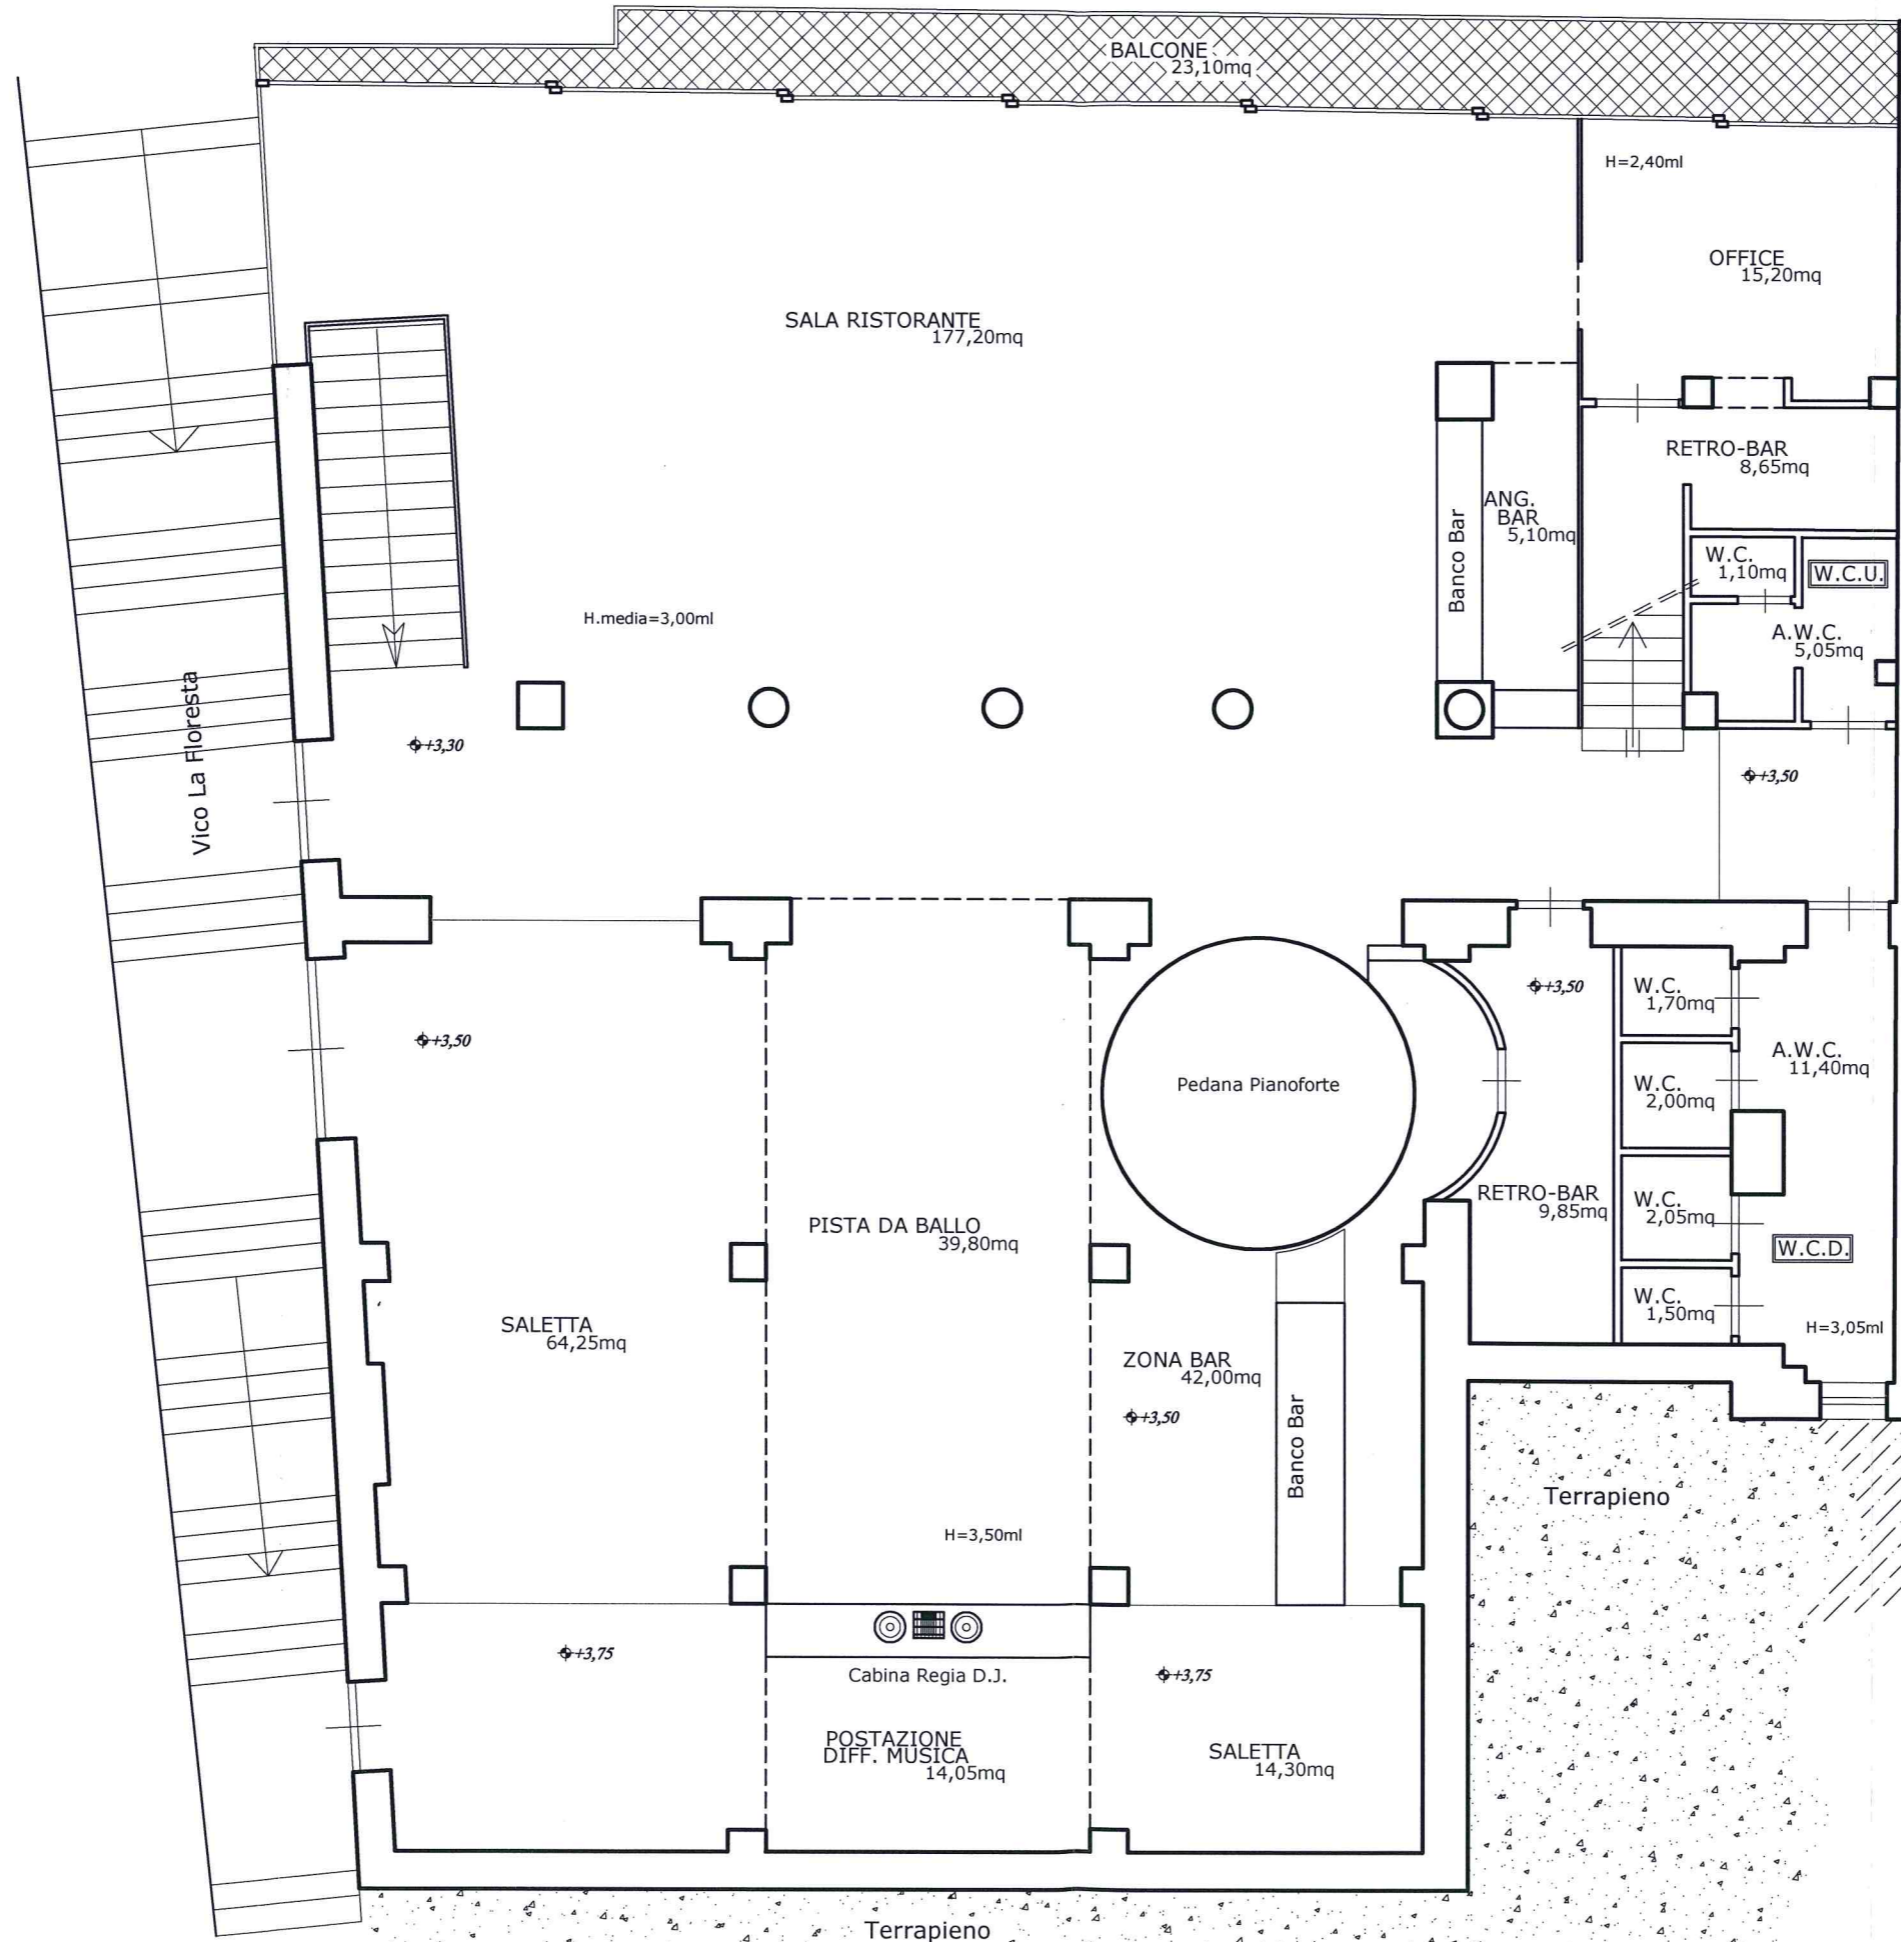 BALCONE
23,10mq
H=2,40ml
OFFICE
15,20mq
SALA RISTORANTE
177,20mq
RETRO-BAR
8,65mq
ANG.
BAR
5,10mq
Banco Bar
W.C.
1,10mq
W.C.U.
H.media=3,00ml
A.W.C.
5,05mq
Vico La Floresta
+3,30
+3,50
+3,50
+3,50
W.C.
1,70mq
A.W.C.
11,40mq
Pedana Pianoforte
W.C.
2,00mq
RETRO-BAR
9,85mq
W.C.
2,05mq
PISTA DA BALLO
39,80mq
W.C.D.
W.C.
1,50mq
SALETTA
64,25mq
H=3,05ml
ZONA BAR
42,00mq
+3,50
Banco Bar
Terrapieno
H=3,50ml
+3,75
Cabina Regia D.J.
+3,75
POSTAZIONE
DIFF. MUSICA
14,05mq
SALETTA
14,30mq
Terrapieno